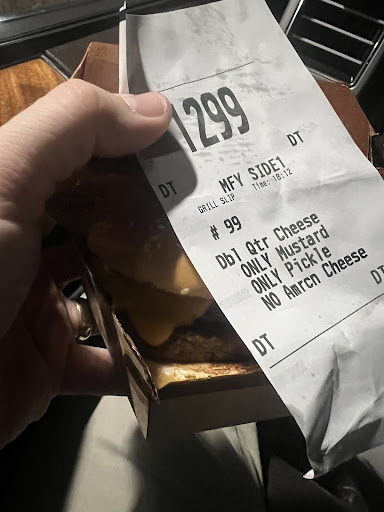 1299
DT
MFY SIDE1
DT
GRILL SLIP Time: 18:12
# 99
Dbl Qtr Cheese
ONLY Mustard
ONLY Pickle
NO Amrcn Cheese
DT
DT